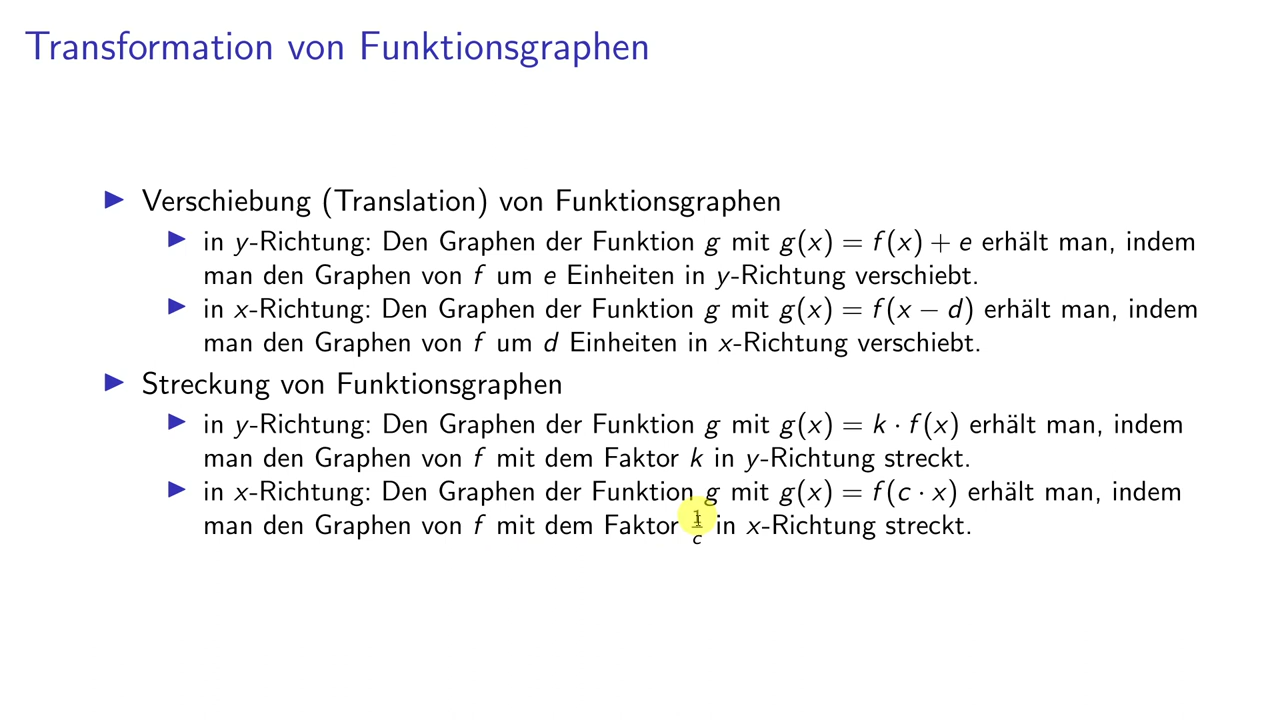 Transformation von Funktionsgraphen
▶ Verschiebung (Translation) von Funktionsgraphen
▶ in y-Richtung: Den Graphen der Funktion g mit g(x) = f(x) + e erhält man, indem
man den Graphen von f um e Einheiten in y-Richtung verschiebt.
▶ in x-Richtung: Den Graphen der Funktion g mit g(x) = f(x − d) erhält man, indem
man den Graphen von f um d Einheiten in x-Richtung verschiebt.
▶ Streckung von Funktionsgraphen
▶ in y-Richtung: Den Graphen der Funktion g mit g(x) = k · f(x) erhält man, indem
man den Graphen von f mit dem Faktor k in y-Richtung streckt.
▶ in x-Richtung: Den Graphen der Funktion g mit g(x) = f(c · x) erhält man, indem
man den Graphen von f mit dem Faktor 1/c in x-Richtung streckt.